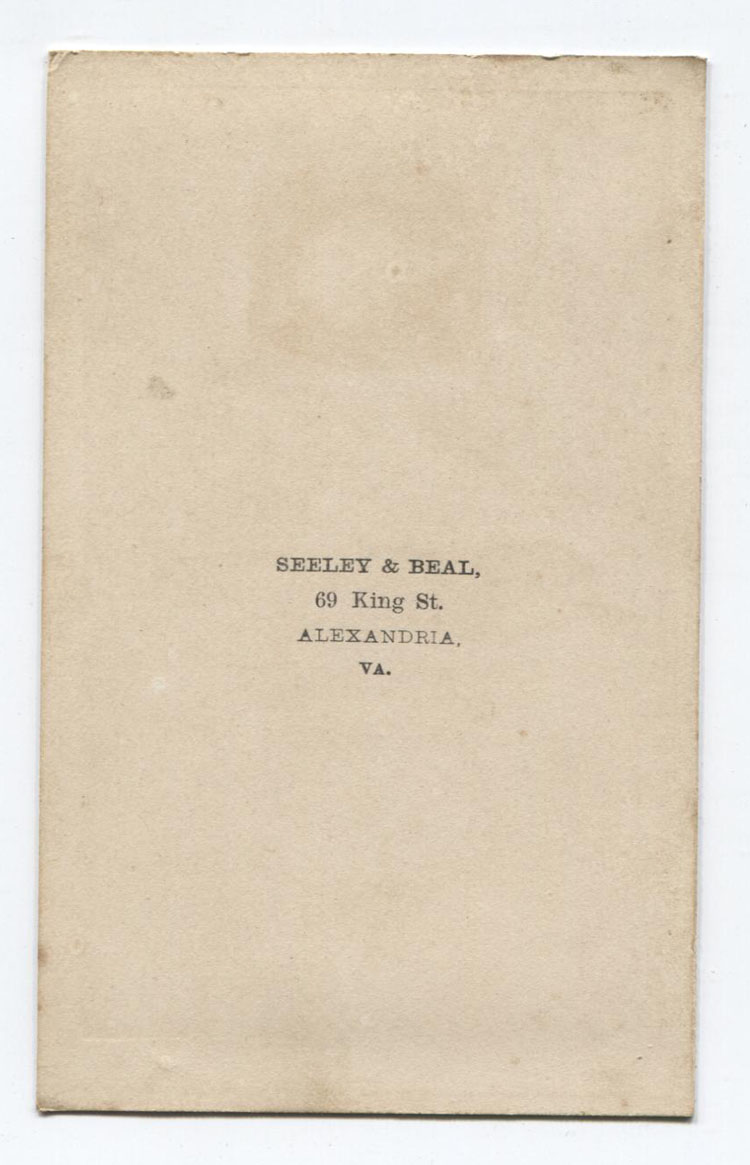 SEELEY & BEAL,
69 King St.
ALEXANDRIA,
VA.